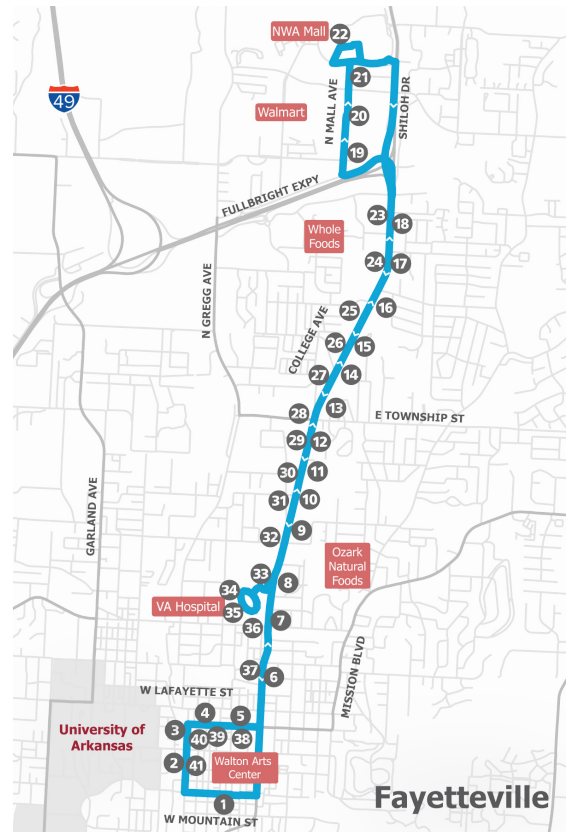 NWA Mall
22
21
49
N MALL AVE
SHILOH DR
Walmart
20
19
FULLBRIGHT EXPY
23
18
Whole
Foods
24
17
N GREGG AVE
25
16
COLLEGE AVE
26
15
27
14
28
13
E TOWNSHIP ST
29
12
30
11
GARLAND AVE
31
10
32
9
Ozark
Natural
Foods
33
8
34
VA Hospital
35
36
7
MISSION BLVD
37
6
W LAFAYETTE ST
4
5
3
40
39
38
University of
Arkansas
2
41
Walton Arts
Center
1
W MOUNTAIN ST
Fayetteville